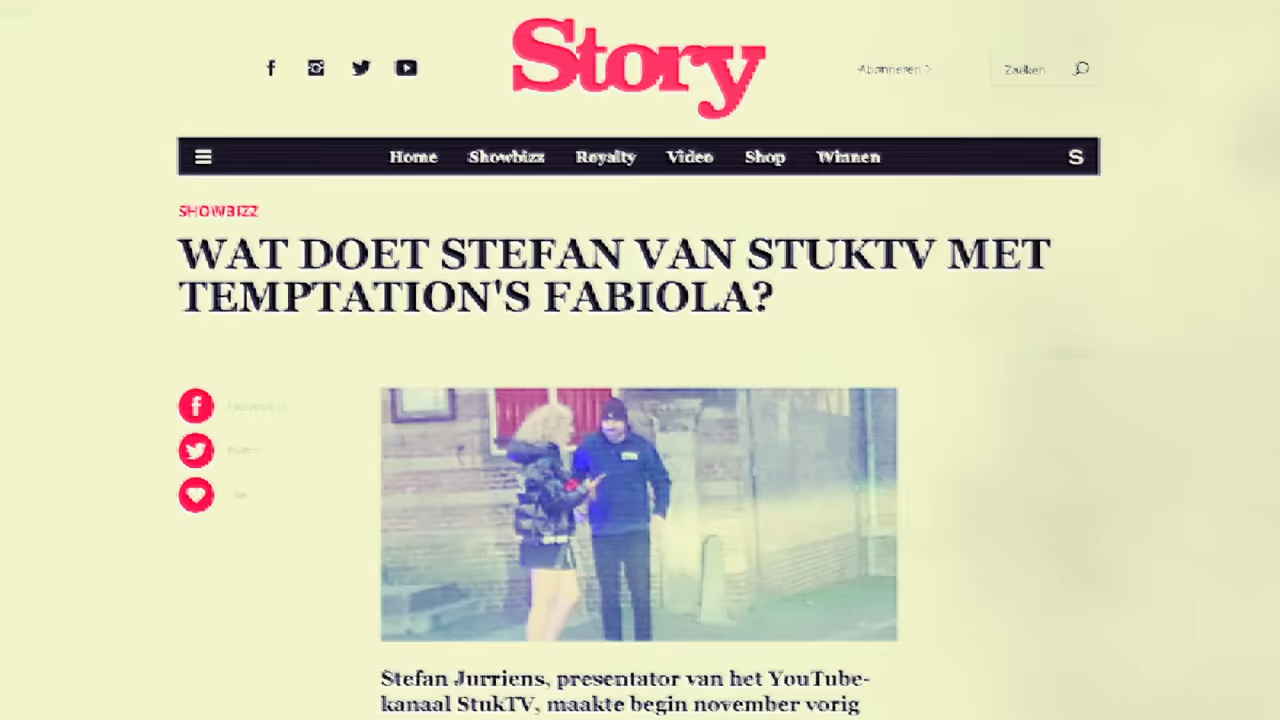 Story
Abonneren >
Zoeken
Home Showbizz Royalty Video Shop Winnen S
SHOWBIZZ
WAT DOET STEFAN VAN STUKTV MET
TEMPTATION'S FABIOLA?
Stefan Jurriens, presentator van het YouTube-
kanaal StukTV, maakte begin november vorig